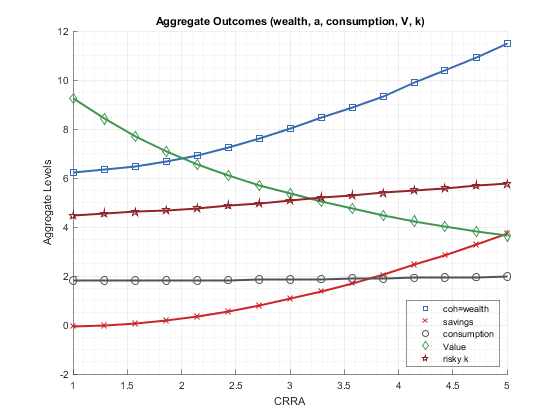 Aggregate Outcomes (wealth, a, consumption, V, k)
12
10
8
6
4
2
0
-2
Aggregate Levels
1
1.5
2
2.5
3
3.5
4
4.5
5
CRRA
coh=wealth
savings
consumption
Value
risky k